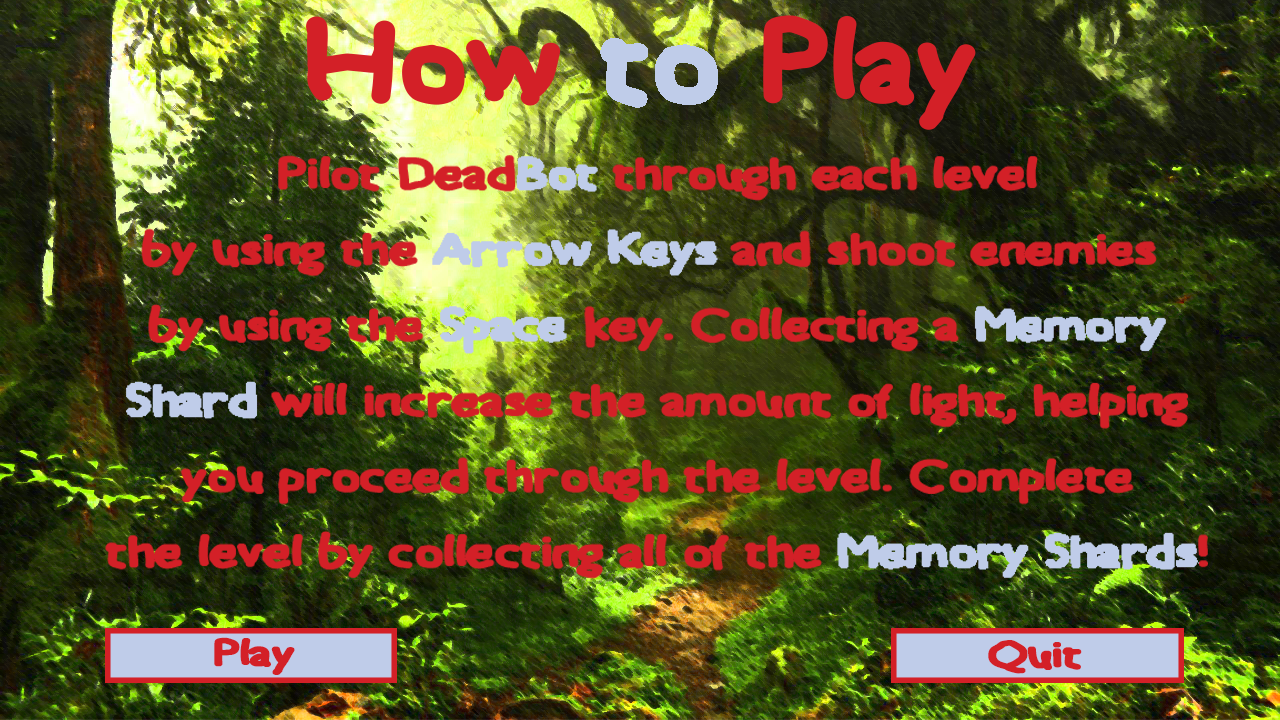 How to Play
Pilot DeadBot through each level
by using the Arrow Keys and shoot enemies
by using the Space key. Collecting a Memory
Shard will increase the amount of light, helping
you proceed through the level. Complete
the level by collecting all of the Memory Shards!
Play
Quit